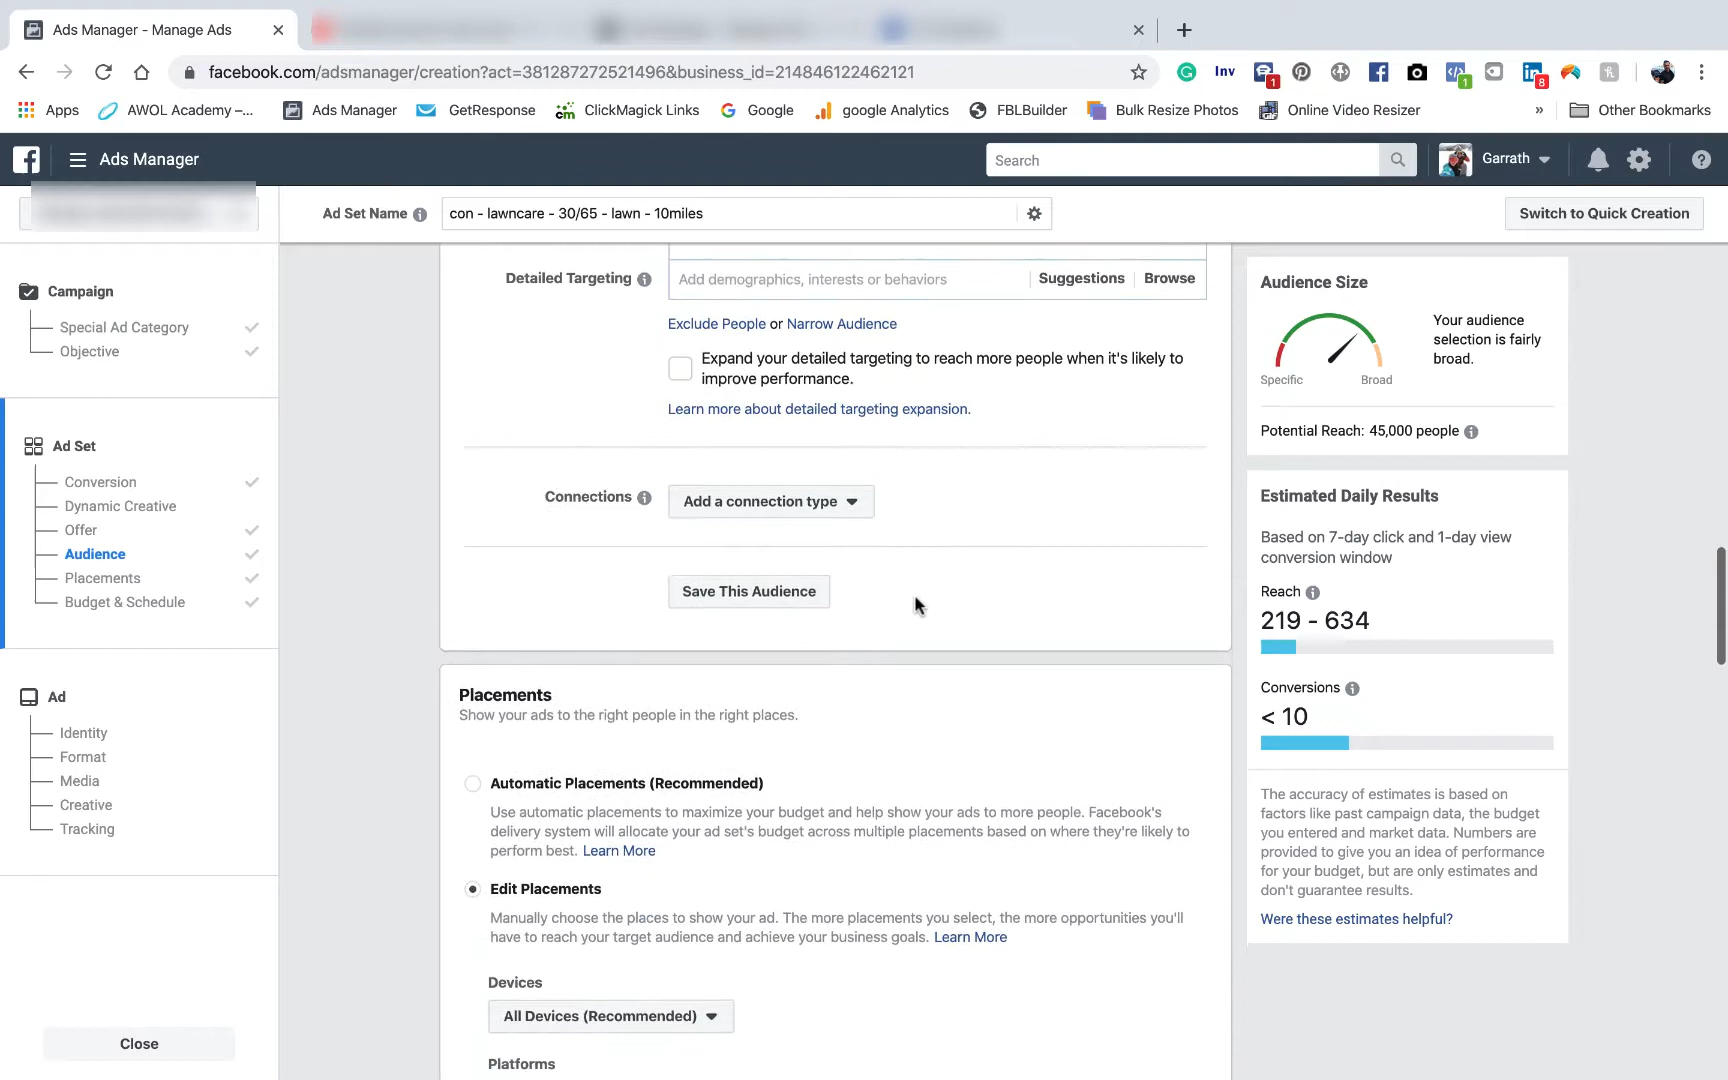 Ads Manager - Manage Ads
facebook.com/adsmanager/creation?act=381287272521496&business_id=214846122462121
Inv
1
1
8
Apps
AWOL Academy –...
Ads Manager
GetResponse
ClickMagick Links
Google
google Analytics
FBLBuilder
Bulk Resize Photos
Online Video Resizer
»
Other Bookmarks
Ads Manager
Search
Garrath
Ad Set Name
con - lawncare - 30/65 - lawn - 10miles
Switch to Quick Creation
Campaign
Special Ad Category
Objective
Ad Set
Conversion
Dynamic Creative
Offer
Audience
Placements
Budget & Schedule
Ad
Identity
Format
Media
Creative
Tracking
Close
Detailed Targeting
Add demographics, interests or behaviors
Suggestions
Browse
Exclude People or Narrow Audience
Expand your detailed targeting to reach more people when it's likely to
improve performance.
Learn more about detailed targeting expansion.
Connections
Add a connection type
Save This Audience
Placements
Show your ads to the right people in the right places.
Automatic Placements (Recommended)
Use automatic placements to maximize your budget and help show your ads to more people. Facebook's
delivery system will allocate your ad set's budget across multiple placements based on where they're likely to
perform best. Learn More
Edit Placements
Manually choose the places to show your ad. The more placements you select, the more opportunities you'll
have to reach your target audience and achieve your business goals. Learn More
Devices
All Devices (Recommended)
Platforms
Audience Size
Specific
Broad
Your audience
selection is fairly
broad.
Potential Reach: 45,000 people
Estimated Daily Results
Based on 7-day click and 1-day view
conversion window
Reach
219 - 634
Conversions
< 10
The accuracy of estimates is based on
factors like past campaign data, the budget
you entered and market data. Numbers are
provided to give you an idea of performance
for your budget, but are only estimates and
don't guarantee results.
Were these estimates helpful?